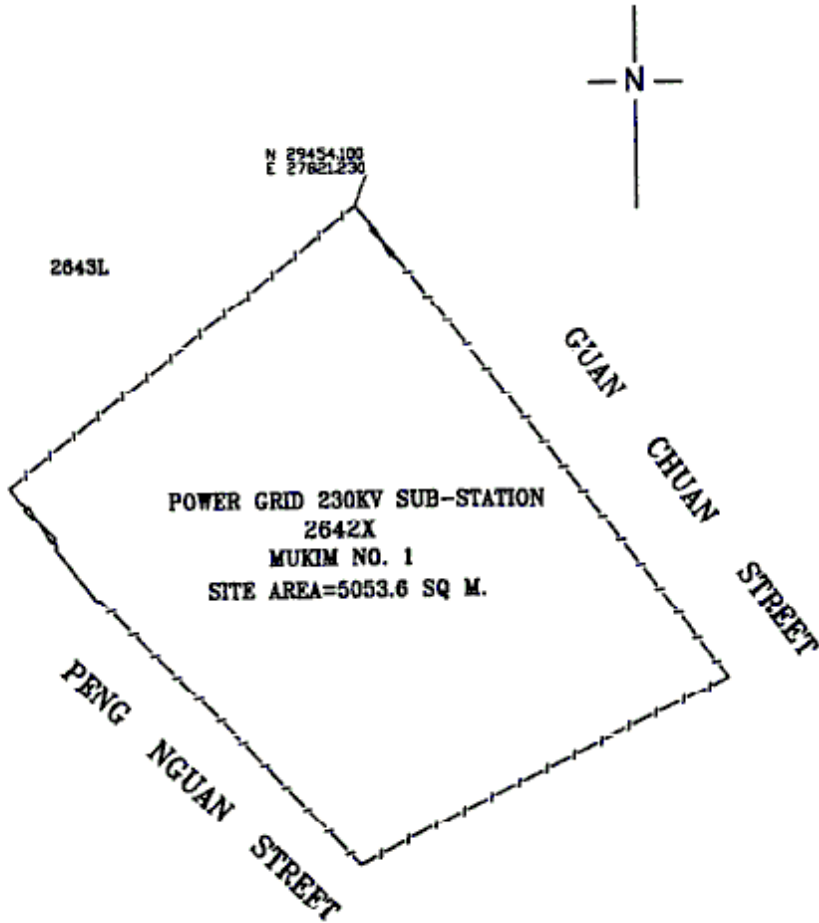 N
N 29454.100
E 27821.230
2643L
GUAN CHUAN STREET
POWER GRID 230KV SUB-STATION
2642X
MUKIM NO. 1
SITE AREA=5053.6 SQ M.
PENG NGUAN STREET